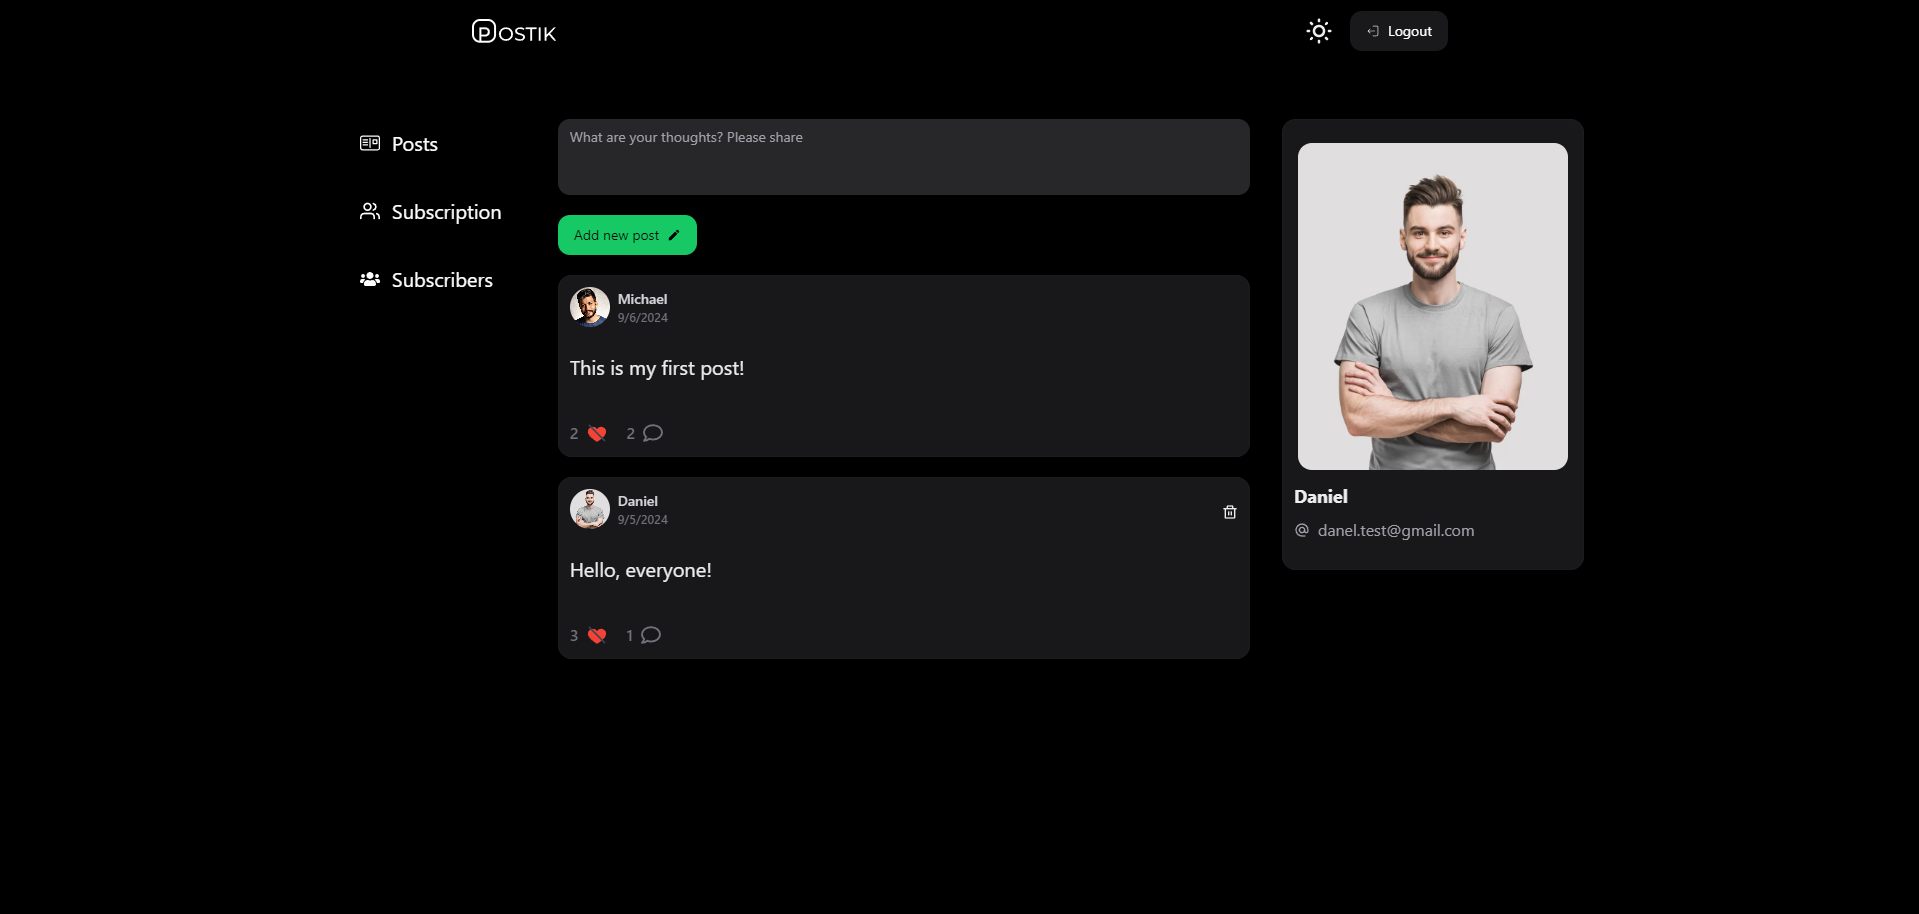 POSTIK
Logout
Posts
Subscription
Subscribers
What are your thoughts? Please share
Add new post
Michael
9/6/2024
This is my first post!
2 2
Daniel
9/5/2024
Hello, everyone!
3 1
Daniel
danel.test@gmail.com